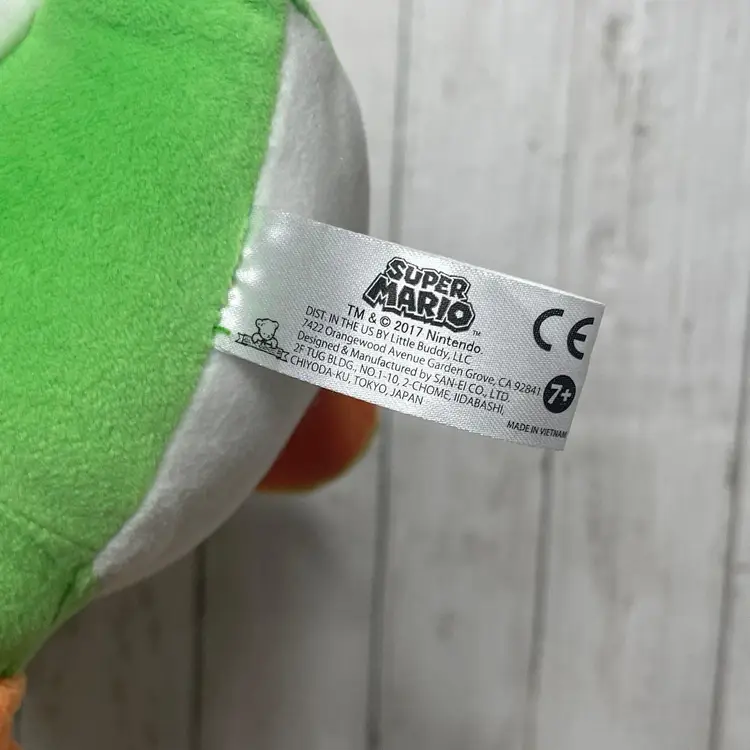 SUPER
MARIO™
TM & © 2017 Nintendo.
DIST. IN THE US BY Little Buddy, LLC
7422 Orangewood Avenue Garden Grove, CA 92841
Designed & Manufactured by SAN-EI CO., LTD.
2F TUG BLDG., NO.1-10, 2-CHOME, IIDABASHI,
CHIYODA-KU, TOKYO, JAPAN
CE
7+
MADE IN VIETNAM